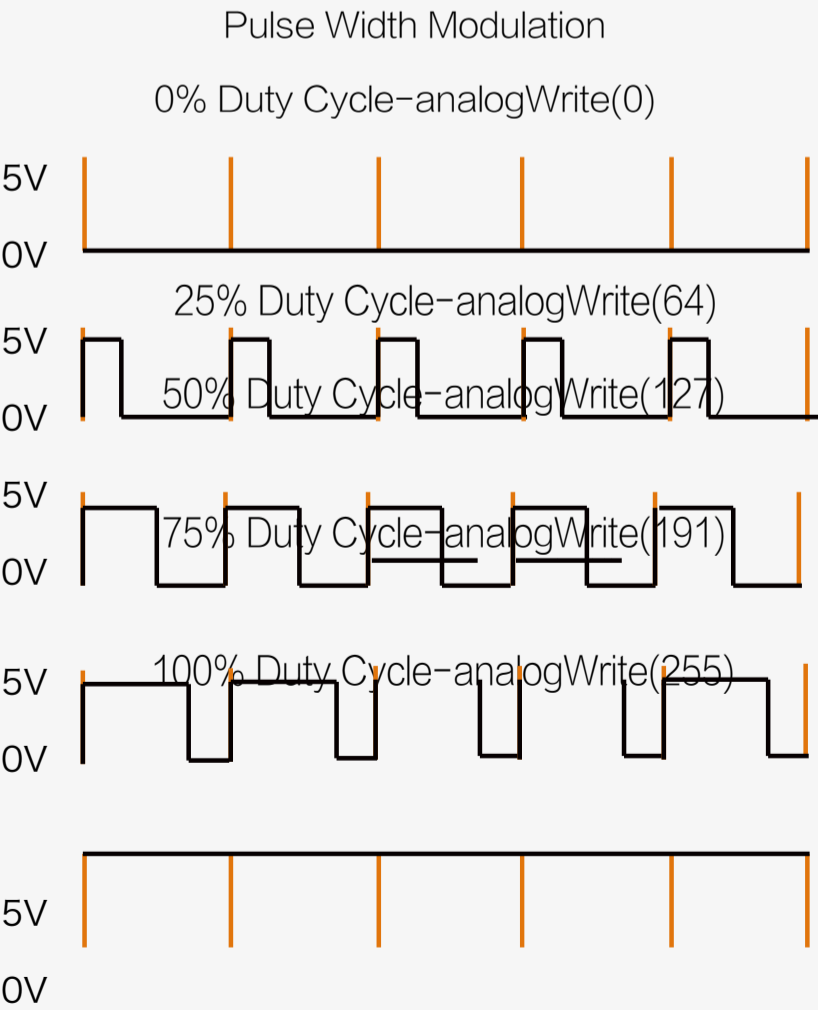 Pulse Width Modulation
0% Duty Cycle-analogWrite(0)
5V
0V
25% Duty Cycle-analogWrite(64)
5V
50% Duty Cycle-analogWrite(127)
0V
5V
75% Duty Cycle-analogWrite(191)
0V
100% Duty Cycle-analogWrite(255)
5V
0V
5V
0V